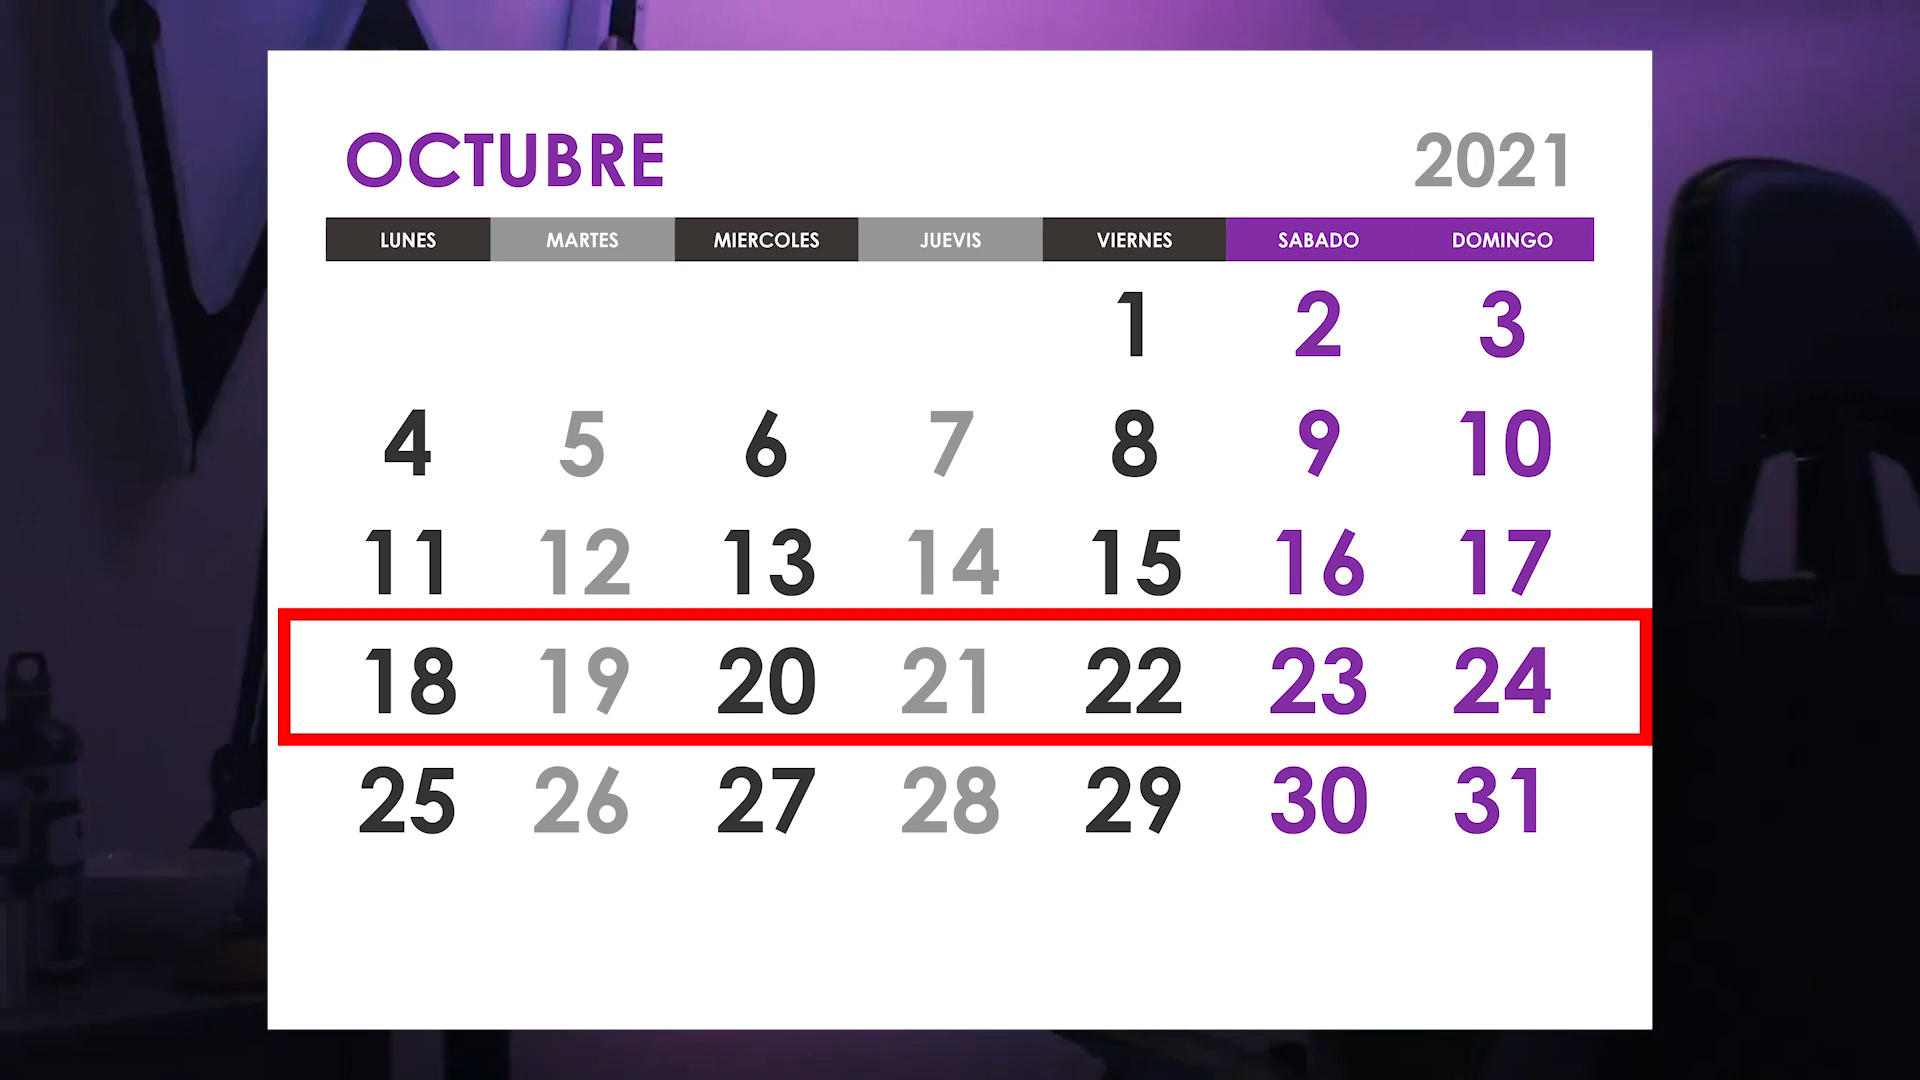 OCTUBRE 2021
LUNES MARTES MIERCOLES JUEVIS VIERNES SABADO DOMINGO
1 2 3
4 5 6 7 8 9 10
11 12 13 14 15 16 17
18 19 20 21 22 23 24
25 26 27 28 29 30 31